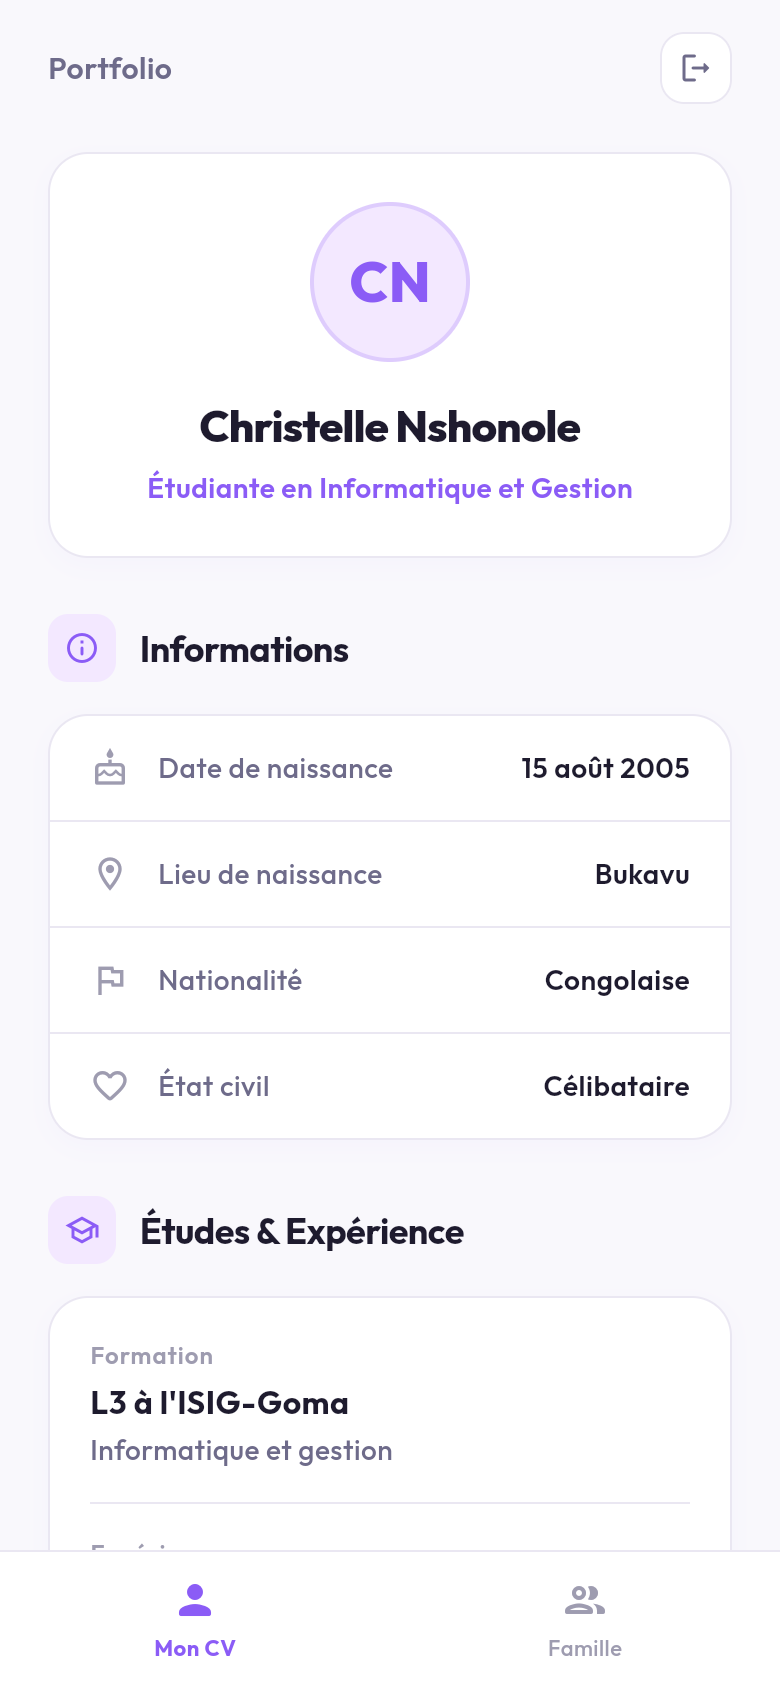 Portfolio
CN
Christelle Nshonole
Étudiante en Informatique et Gestion
Informations
Date de naissance 15 août 2005
Lieu de naissance Bukavu
Nationalité Congolaise
État civil Célibataire
Études & Expérience
Formation
L3 à l'ISIG-Goma
Informatique et gestion
Mon CV Famille